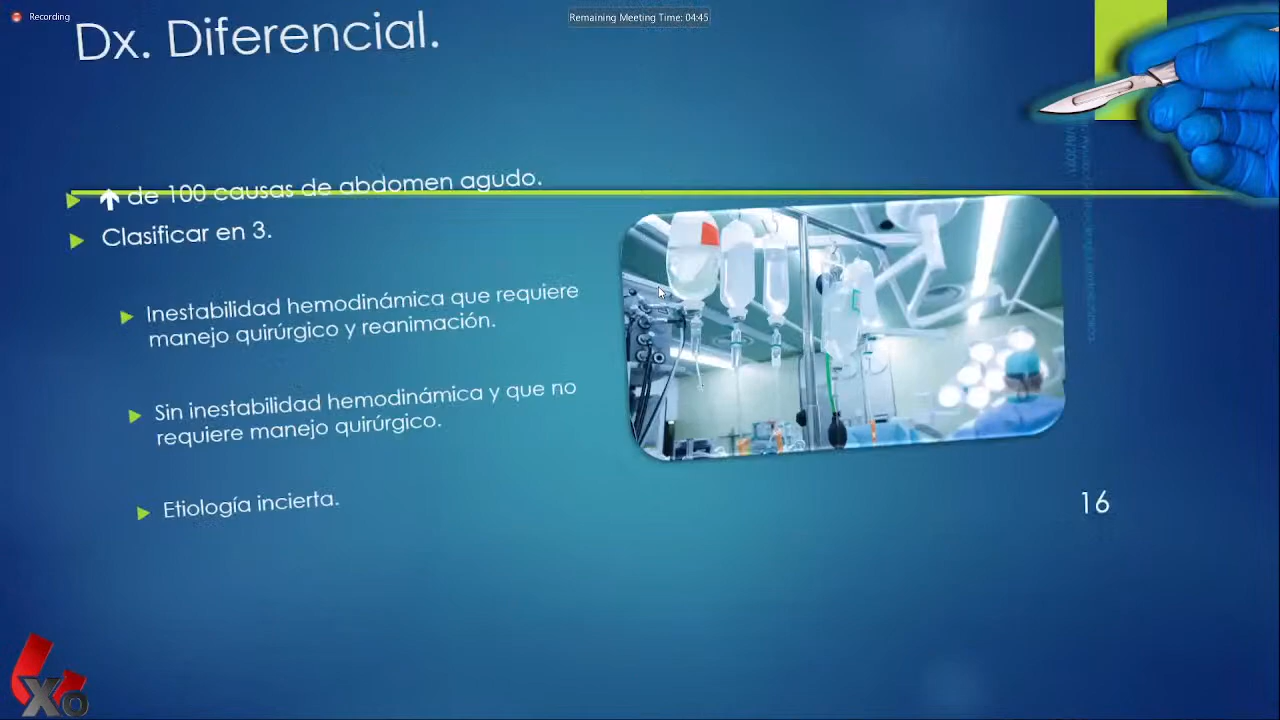 Recording
Remaining Meeting Time: 04:45
Dx. Diferencial.
de 100 causas de abdomen agudo.
Clasificar en 3.
Inestabilidad hemodinámica que requiere
manejo quirúrgico y reanimación.
Sin inestabilidad hemodinámica y que no
requiere manejo quirúrgico.
Etiología incierta.
16
Xo